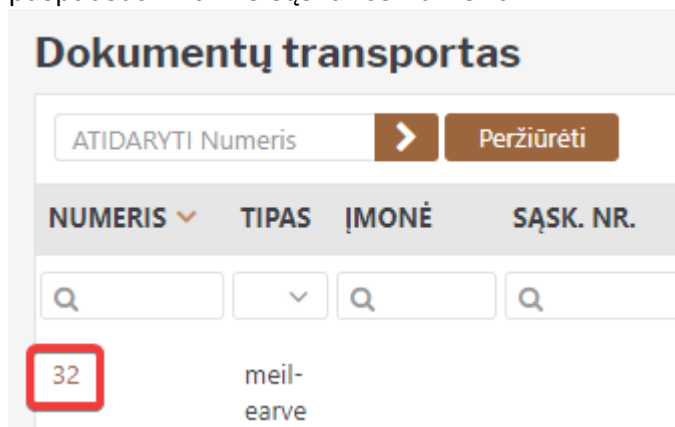 Dokumentų transportas
ATIDARYTI Numeris Peržiūrėti
NUMERIS TIPAS ĮMONĖ SĄSK. NR.
32 meil-
earve